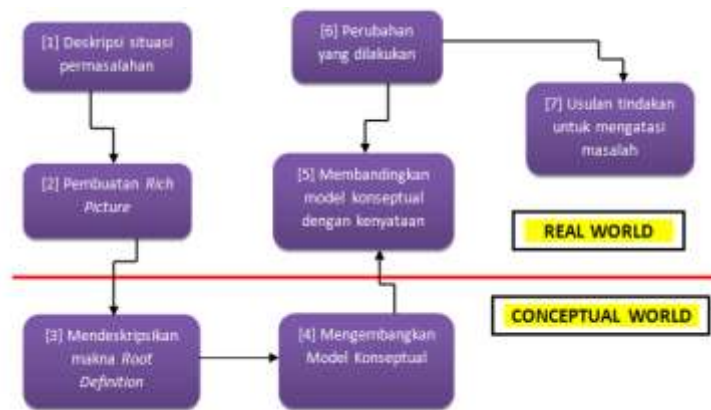 [1] Deskripsi situasi
permasalahan
[2] Pembuatan Rich
Picture
[3] Mendeskripsikan
makna Root
Definition
[4] Mengembangkan
Model Konseptual
[5] Membandingkan
model konseptual
dengan kenyataan
[6] Perubahan
yang dilakukan
[7] Usulan tindakan
untuk mengatasi
masalah
REAL WORLD
CONCEPTUAL WORLD